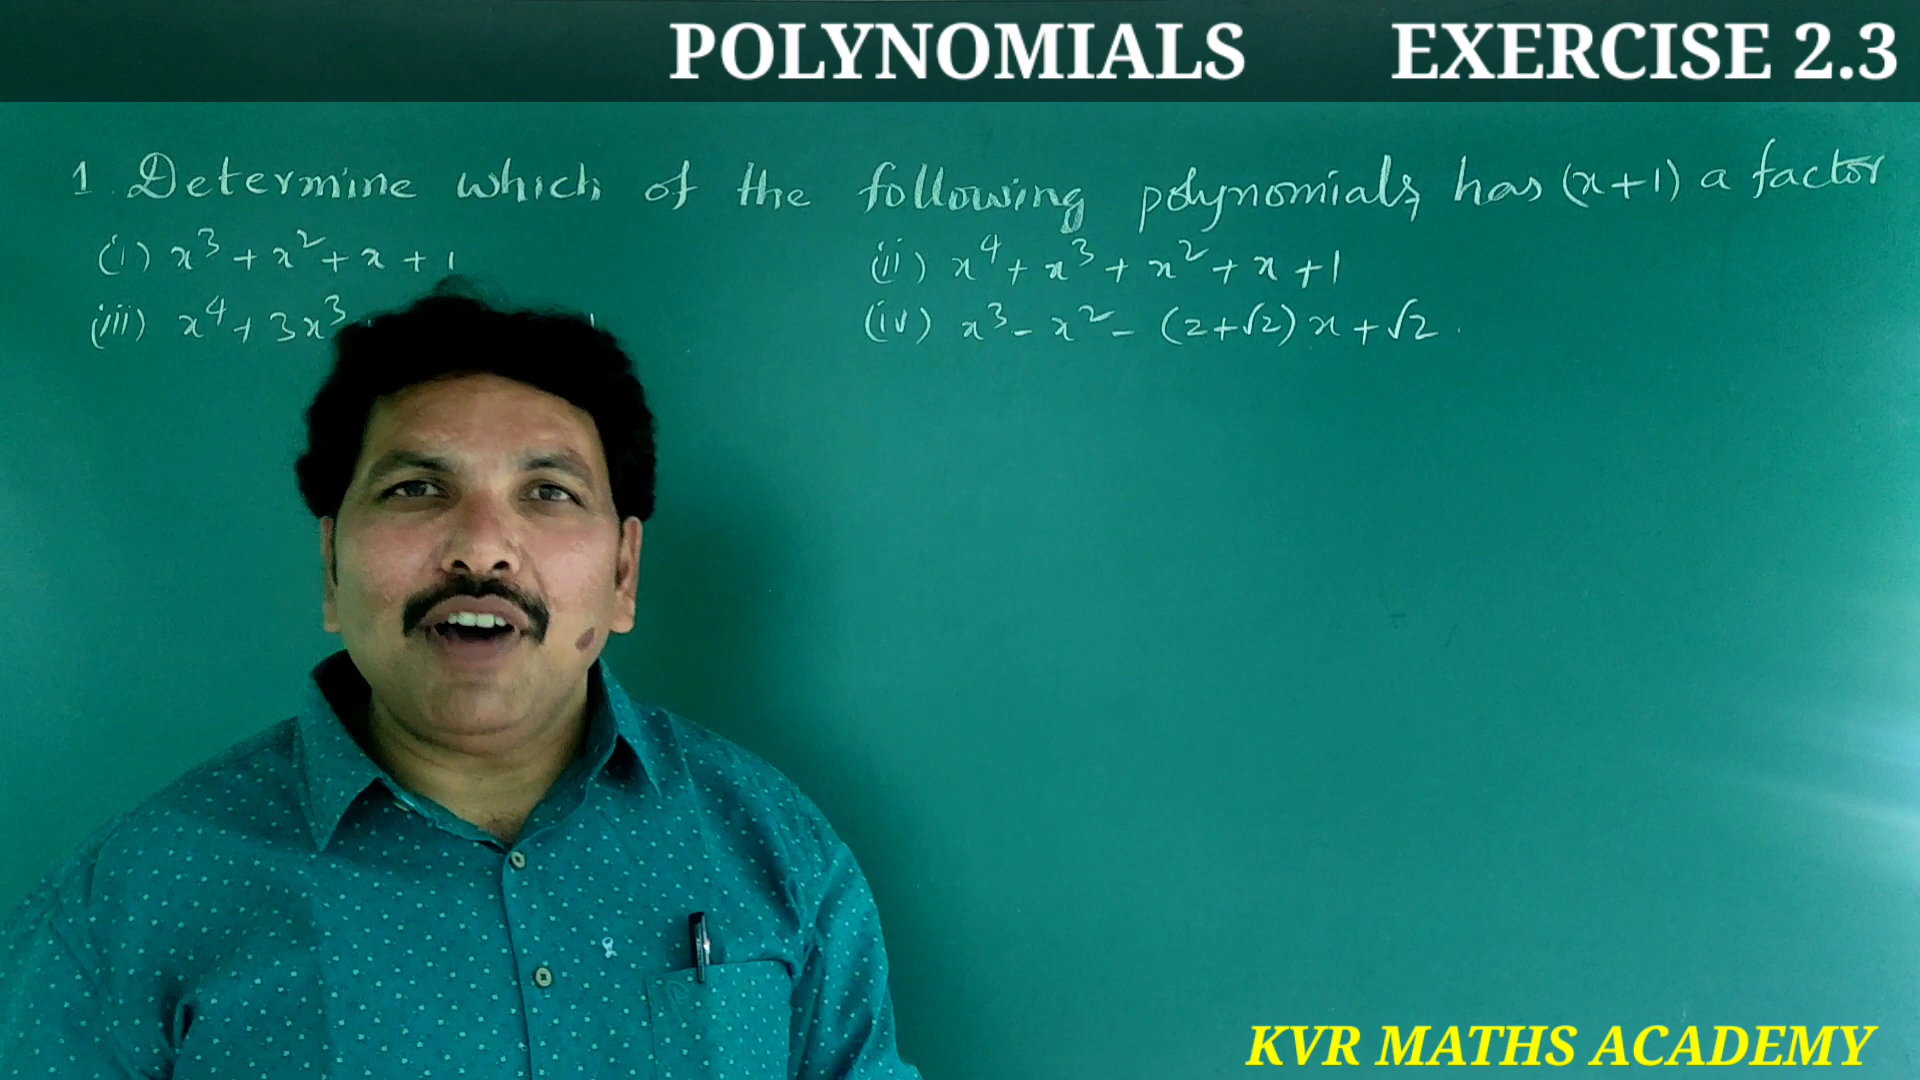 POLYNOMIALS EXERCISE 2.3
1. Determine which of the following polynomials has (x+1) a factor
(i) x³ + x² + x + 1 (ii) x⁴ + x³ + x² + x + 1
(iii) x⁴ + 3x³ (iv) x³ - x² - (2+√2) x + √2.
KVR MATHS ACADEMY